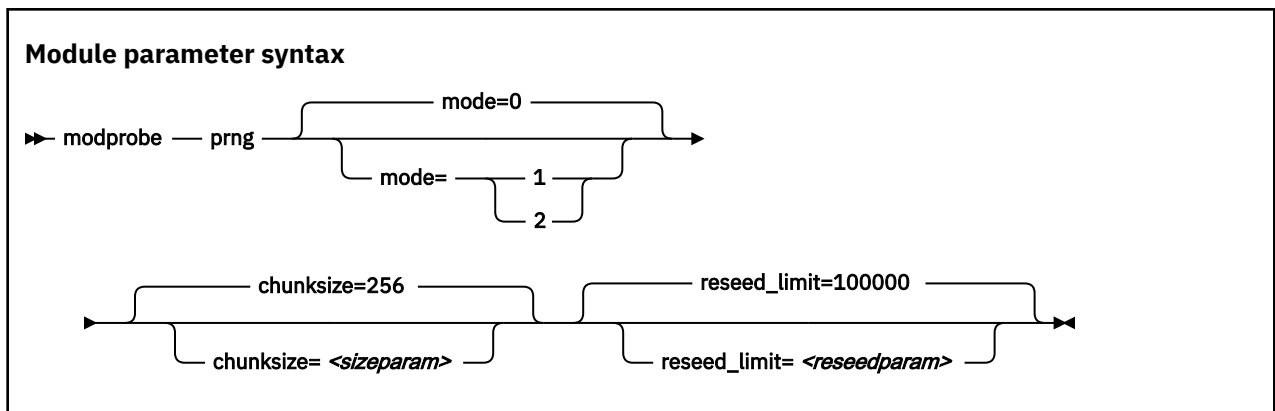 Module parameter syntax
mode=0
modprobe prng
mode= 1
2
chunksize=256 reseed_limit=100000
chunksize= <sizeparam> reseed_limit= <reseedparam>